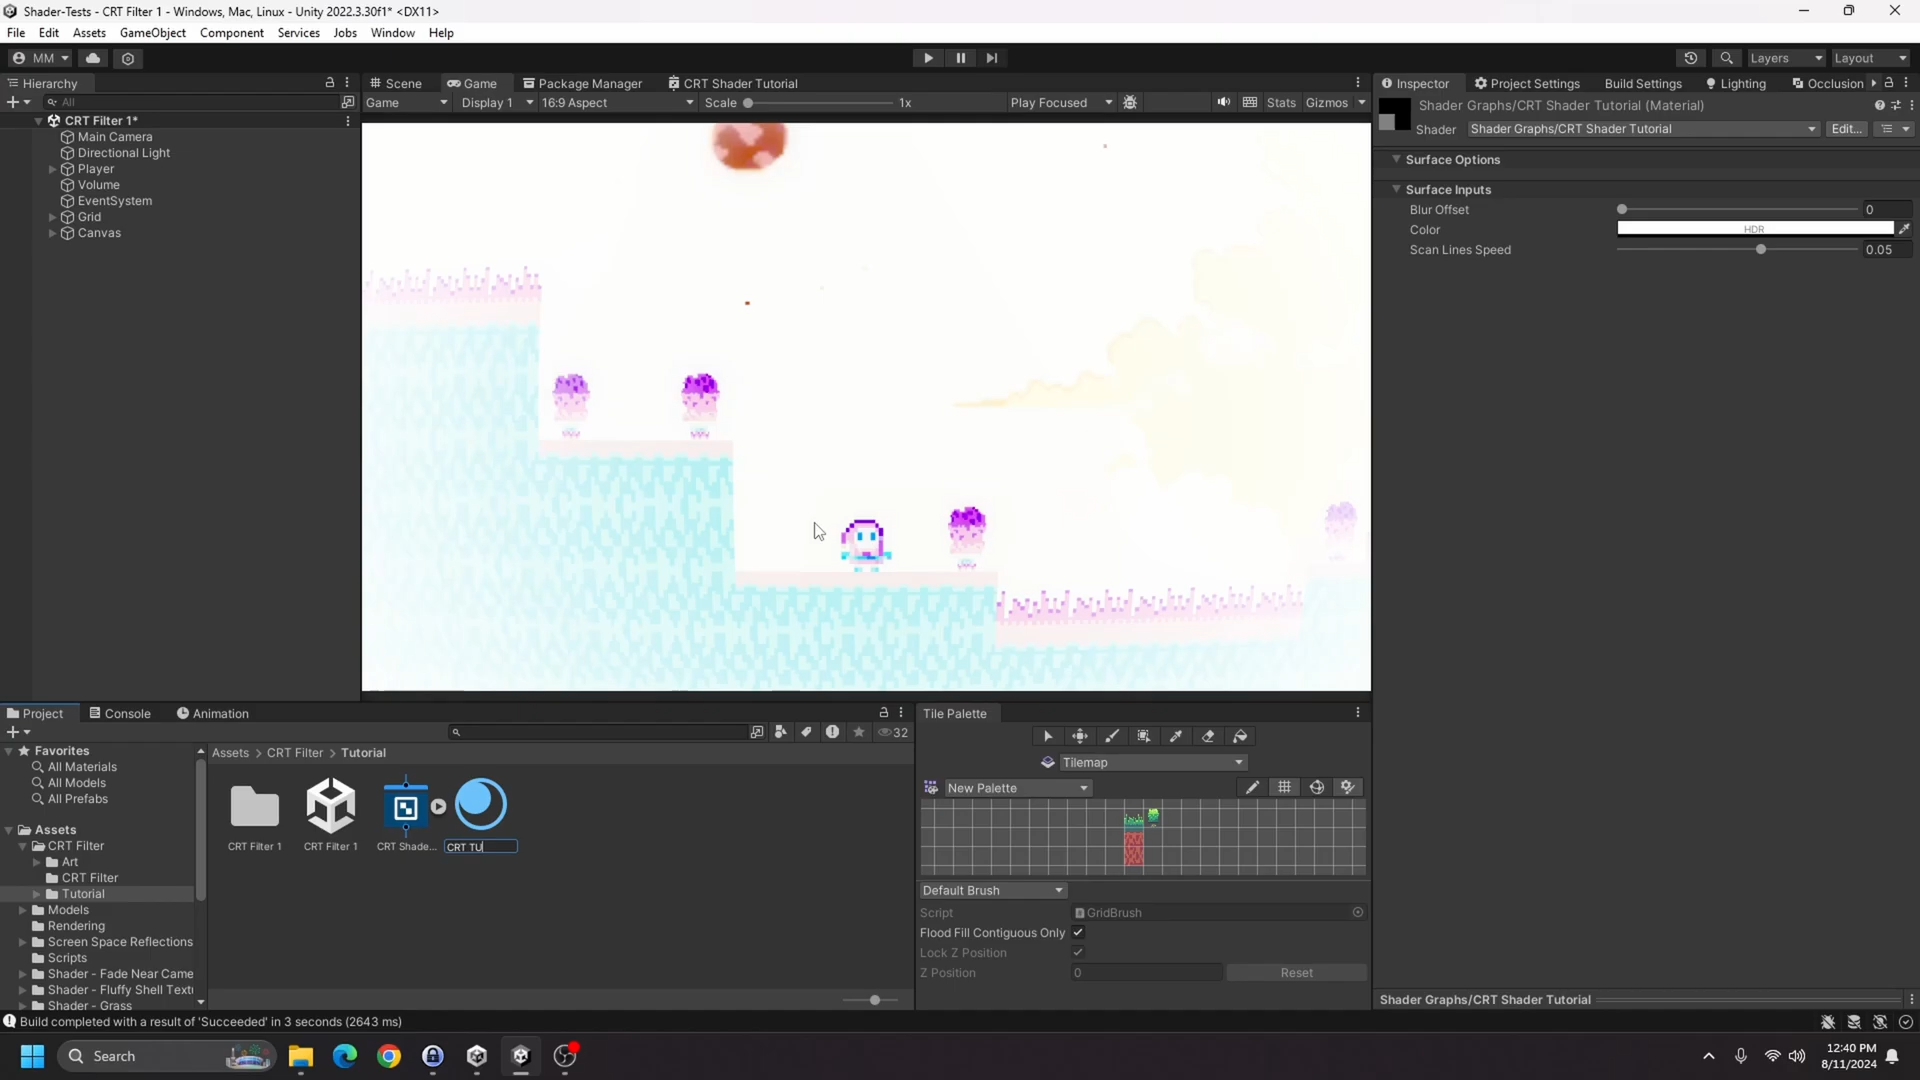 Shader-Tests - CRT Filter 1 - Windows, Mac, Linux - Unity 2022.3.30f1* <DX11>
File Edit Assets GameObject Component Services Jobs Window Help
MM
Layers Layout
Hierarchy
All
CRT Filter 1*
Main Camera
Directional Light
Player
Volume
EventSystem
Grid
Canvas
Scene Game Package Manager CRT Shader Tutorial
Game Display 1 16:9 Aspect Scale 1x Play Focused Stats Gizmos
Inspector Project Settings Build Settings Lighting Occlusion
Shader Graphs/CRT Shader Tutorial (Material)
Shader Shader Graphs/CRT Shader Tutorial Edit...
Surface Options
Surface Inputs
Blur Offset 0
Color HDR
Scan Lines Speed 0.05
Project Console Animation
32
Favorites
All Materials
All Models
All Prefabs
Assets
CRT Filter
Art
CRT Filter
Tutorial
Models
Rendering
Screen Space Reflections
Scripts
Shader - Fade Near Came
Shader - Fluffy Shell Textu
Shader - Grass
Assets > CRT Filter > Tutorial
CRT Filter 1 CRT Filter 1 CRT Shade... CRT TU
Tile Palette
Tilemap
New Palette
Default Brush
Script GridBrush
Flood Fill Contiguous Only
Lock Z Position
Z Position 0 Reset
Shader Graphs/CRT Shader Tutorial
Build completed with a result of 'Succeeded' in 3 seconds (2643 ms)
Search
12:40 PM
8/11/2024